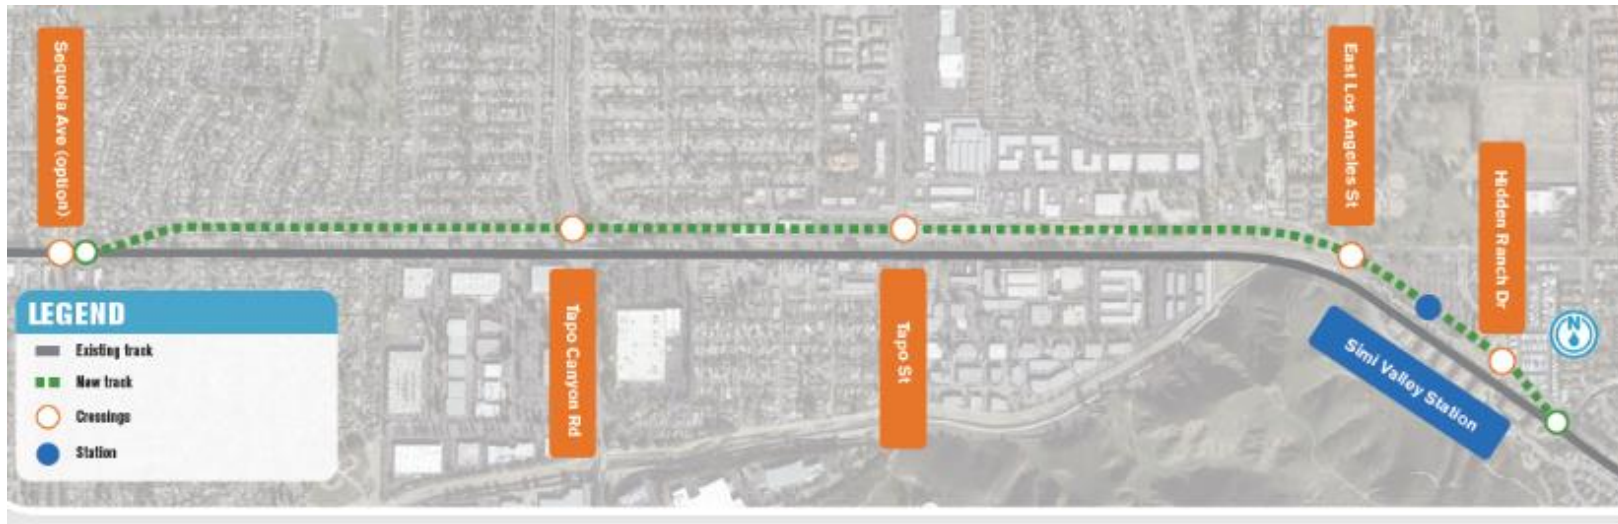 Sequoia Ave (option)
East Los Angeles St
Hidden Ranch Dr
Tapo Canyon Rd
Tapo St
Simi Valley Station
N
LEGEND
Existing track
New track
Crossings
Station